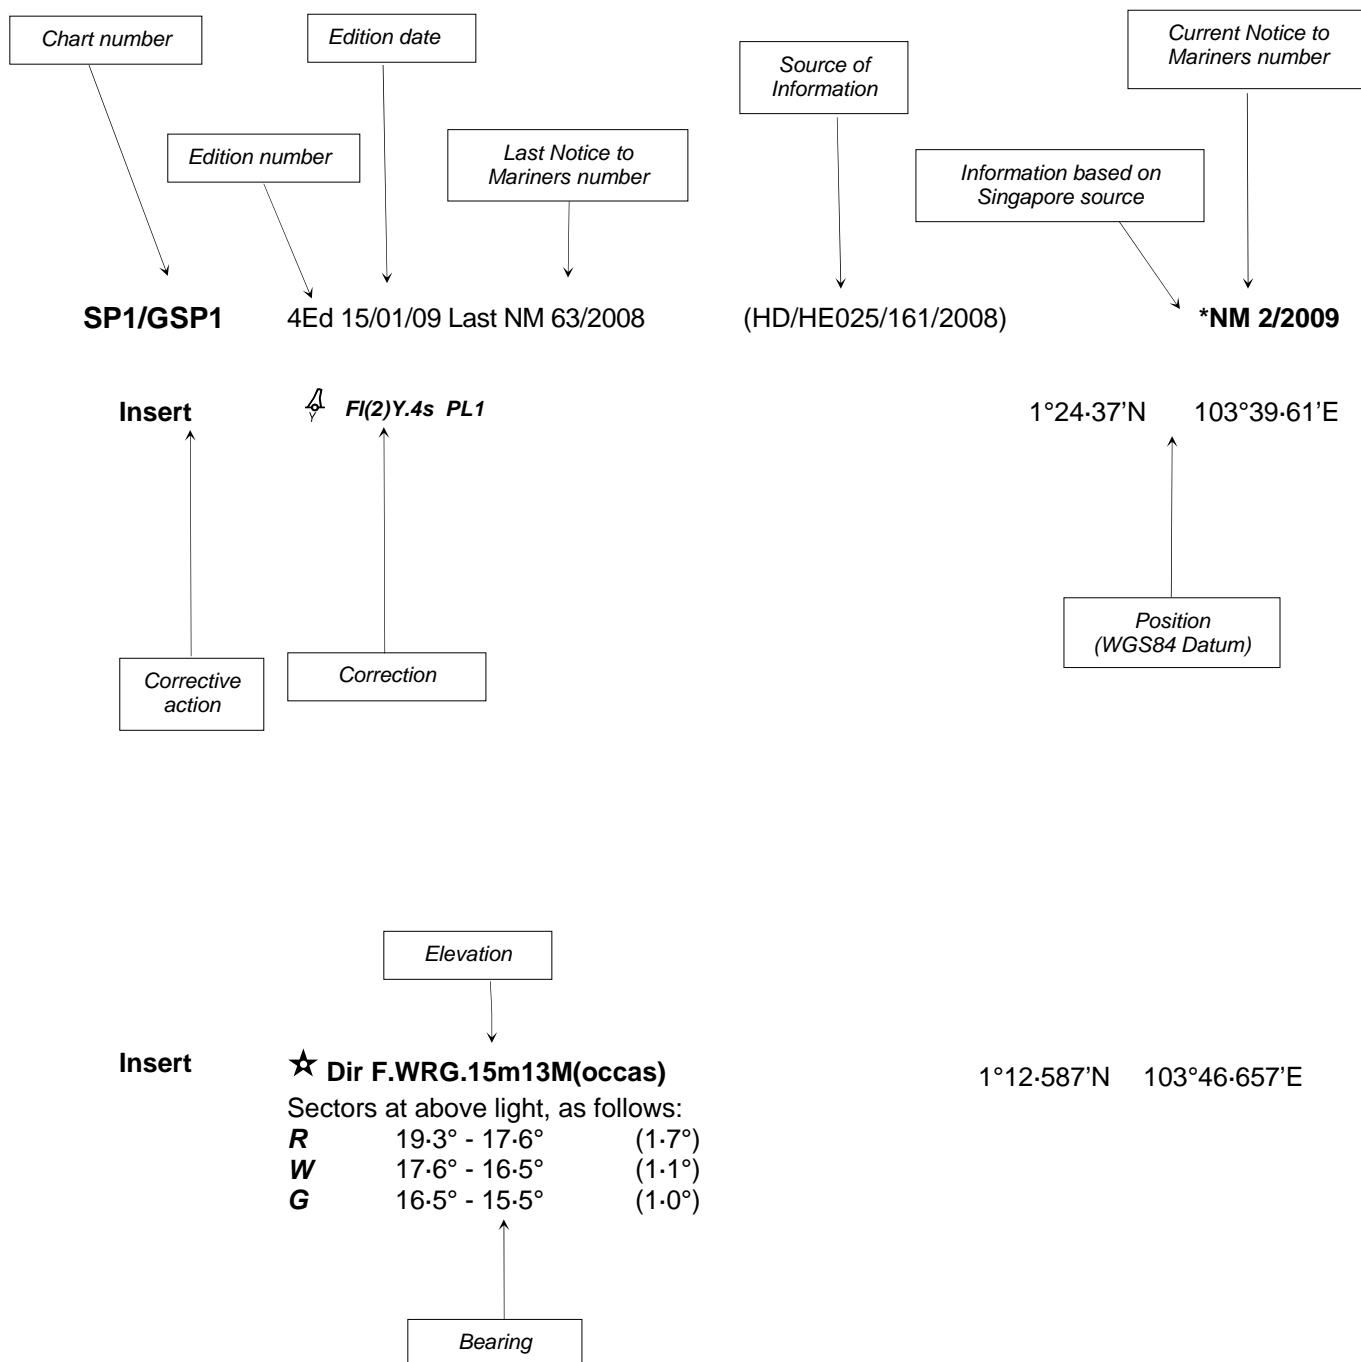 Chart number
Edition date
Current Notice to
Mariners number
Source of
Information
Edition number
Last Notice to
Mariners number
Information based on
Singapore source
SP1/GSP1 4Ed 15/01/09 Last NM 63/2008 (HD/HE025/161/2008) *NM 2/2009
Insert Fl(2)Y.4s PL1 1°24·37’N 103°39·61’E
Position
(WGS84 Datum)
Corrective
action
Correction
Elevation
Insert Dir F.WRG.15m13M(occas) 1°12·587’N 103°46·657’E
Sectors at above light, as follows:
R 19·3° - 17·6° (1·7°)
W 17·6° - 16·5° (1·1°)
G 16·5° - 15·5° (1·0°)
Bearing